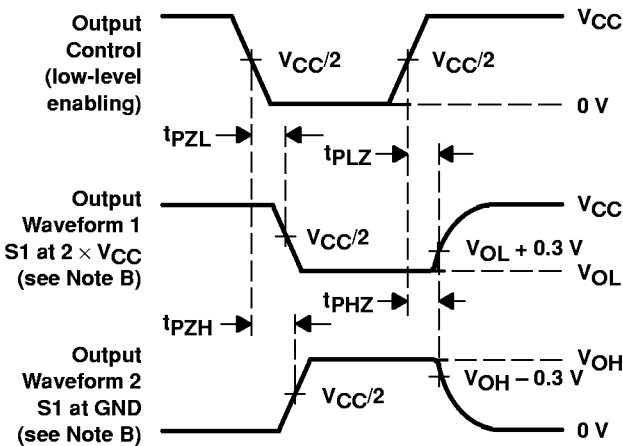 Output
Control
(low-level
enabling)
VCC/2
VCC/2
VCC
0 V
tPZL
tPLZ
Output
Waveform 1
S1 at 2 × VCC
(see Note B)
VCC/2
VCC
VOL + 0.3 V
VOL
tPZH
tPHZ
Output
Waveform 2
S1 at GND
(see Note B)
VCC/2
VOH
VOH − 0.3 V
0 V